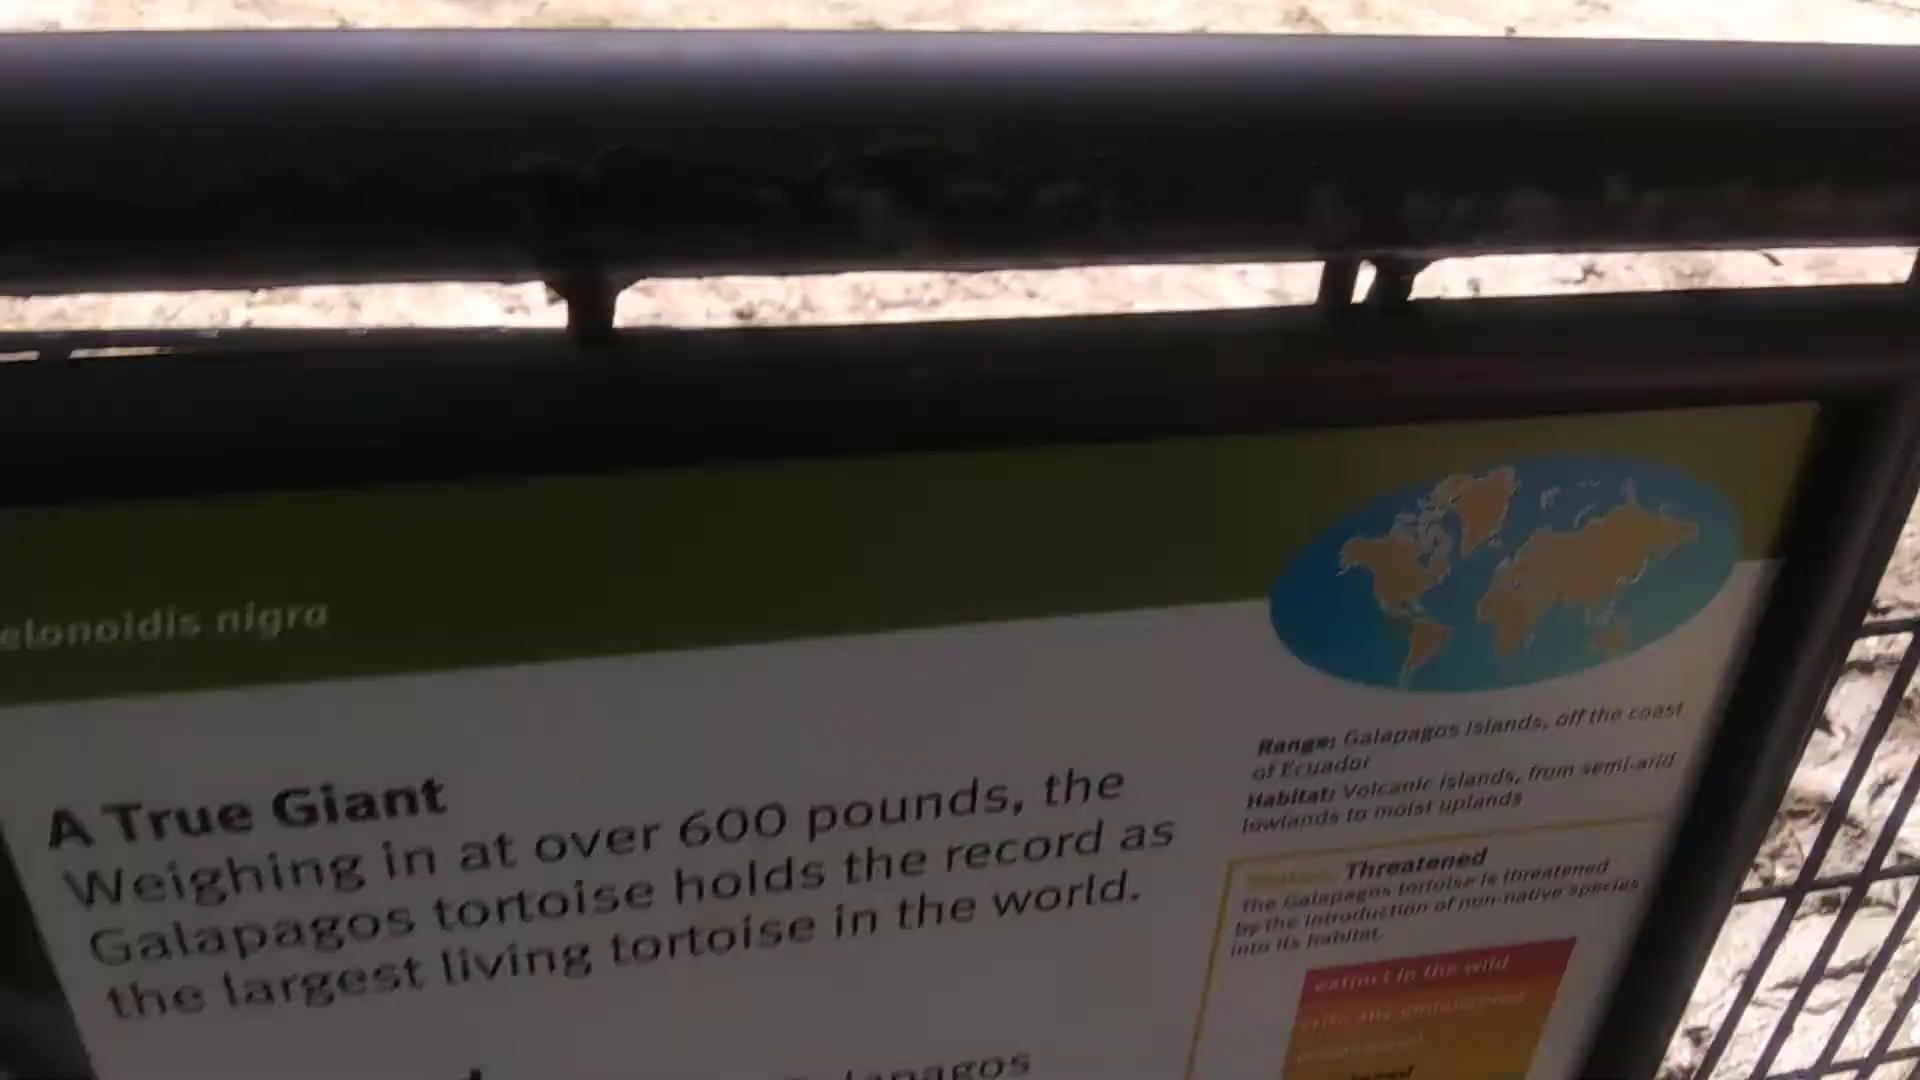 elonoidis nigra
A True Giant
Weighing in at over 600 pounds, the
Galapagos tortoise holds the record as
the largest living tortoise in the world.
Range: Galapagos Islands, off the coast
of Ecuador
Habitat: Volcanic islands, from semi-arid
lowlands to moist uplands
Threatened
The Galapagos tortoise is threatened
by the introduction of non-native species
into its habitat.
extinct in the wild
critically endangered